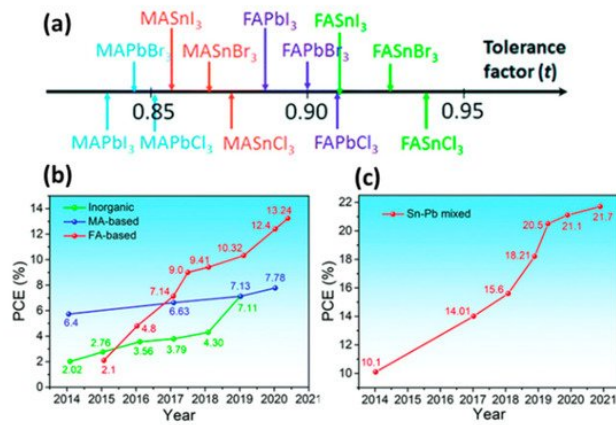 (a)
MASnI₃ FAPbI₃ FASnI₃
MAPbBr₃ MASnBr₃ FAPbBr₃ FASnBr₃ Tolerance
factor (t)
0.85 0.90 0.95
MAPbI₃ MAPbCl₃ MASnCl₃ FAPbCl₃ FASnCl₃
(b)
14
12
10
8
6
4
2
0
PCE (%)
Inorganic
MA-based
FA-based
13.24
12.4
10.32
9.41
9.0
7.14
7.78
7.13
7.11
6.4
6.63
4.8
4.30
3.79
3.56
2.76
2.02
2.1
2014 2015 2016 2017 2018 2019 2020 2021
Year
(c)
22
20
18
16
14
12
10
PCE (%)
Sn-Pb mixed
21.7
21.1
20.5
18.21
15.6
14.01
10.1
2014 2015 2016 2017 2018 2019 2020 2021
Year